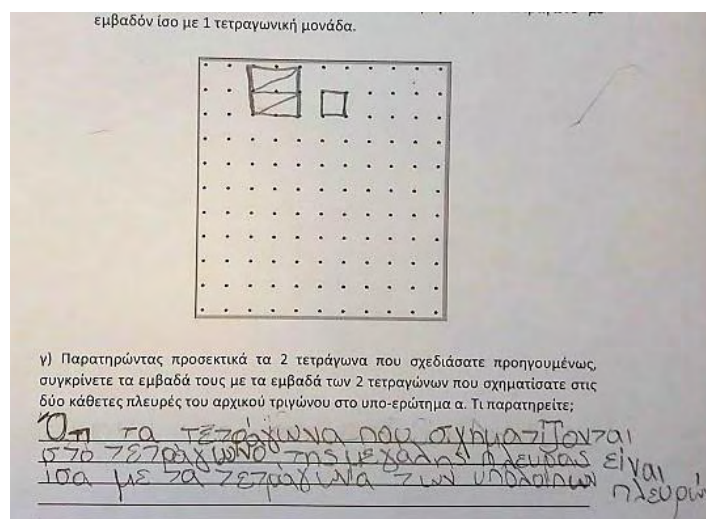 εμβαδόν ίσο με 1 τετραγωνική μονάδα.
γ) Παρατηρώντας προσεκτικά τα 2 τετράγωνα που σχεδιάσατε προηγουμένως,
συγκρίνετε τα εμβαδά τους με τα εμβαδά των 2 τετραγώνων που σχηματίσατε στις
δύο κάθετες πλευρές του αρχικού τριγώνου στο υπο-ερώτημα α. Τι παρατηρείτε;
Ότι τα τετράγωνα που σχηματίζονται
στο τετράγωνο της μεγάλης πλευράς είναι
ίσα με τα τετράγωνα των υπολοίπων πλευρών